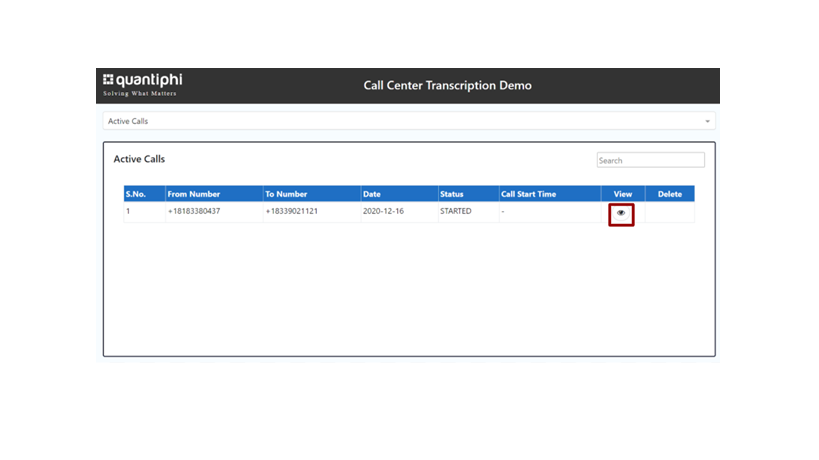 quantiphi
Solving What Matters
Call Center Transcription Demo
Active Calls
Active Calls
Search
S.No. From Number To Number Date Status Call Start Time View Delete
1 +18183380437 +18339021121 2020-12-16 STARTED -